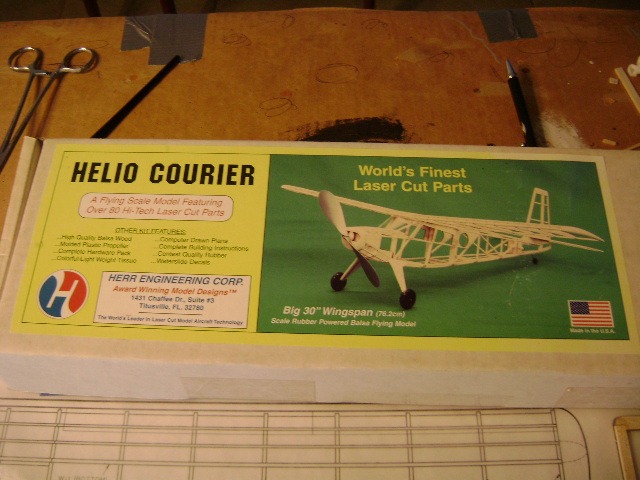 HELIO COURIER
A Flying Scale Model Featuring
Over 80 Hi-Tech Laser Cut Parts
OTHER KIT FEATURES:
...High Quality Balsa Wood
...Molded Plastic Propeller
...Complete Hardware Pack
...Colorful Light Weight Tissue
...Computer Drawn Plans
...Complete Building Instructions
...Contest Quality Rubber
...Waterslide Decals
H
HERR ENGINEERING CORP.
Award Winning Model Designs™
1431 Chaffee Dr., Suite #3
Titusville, FL. 32780
The World's Leader in Laser Cut Model Aircraft Technology
World's Finest
Laser Cut Parts
Big 30" Wingspan (76.2cm)
Scale Rubber Powered Balsa Flying Model
Made in the U.S.A.